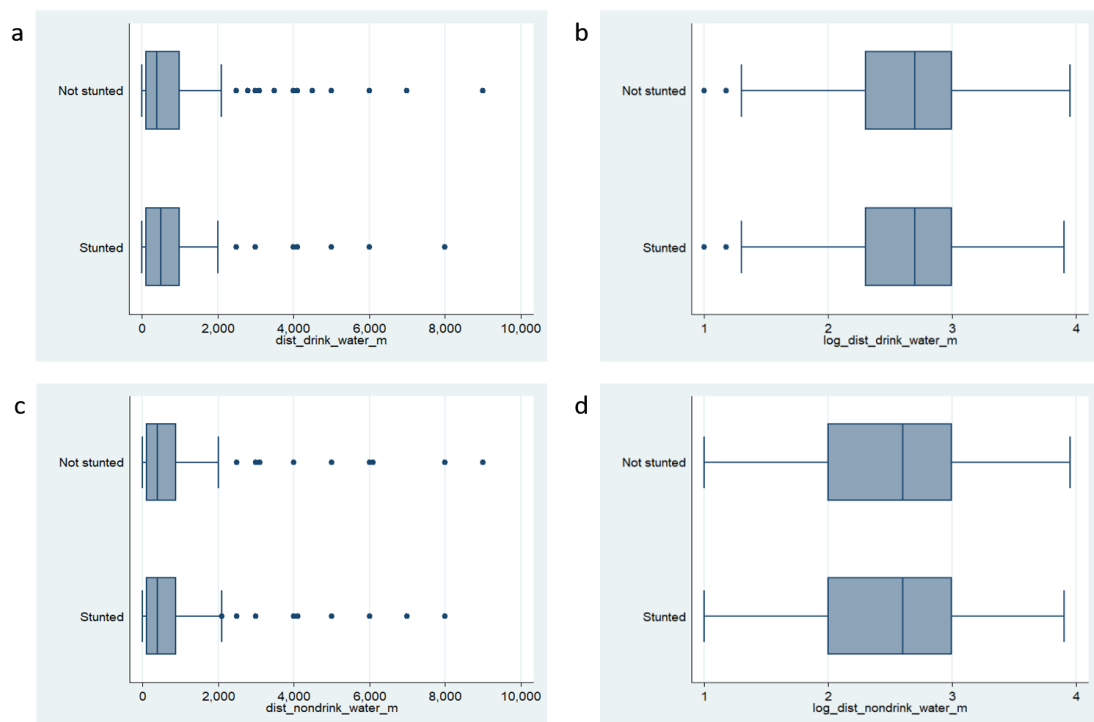 a
Not stunted
Stunted
0 2,000 4,000 6,000 8,000 10,000
dist_drink_water_m
b
Not stunted
Stunted
1 2 3 4
log_dist_drink_water_m
c
Not stunted
Stunted
0 2,000 4,000 6,000 8,000 10,000
dist_nondrink_water_m
d
Not stunted
Stunted
1 2 3 4
log_dist_nondrink_water_m